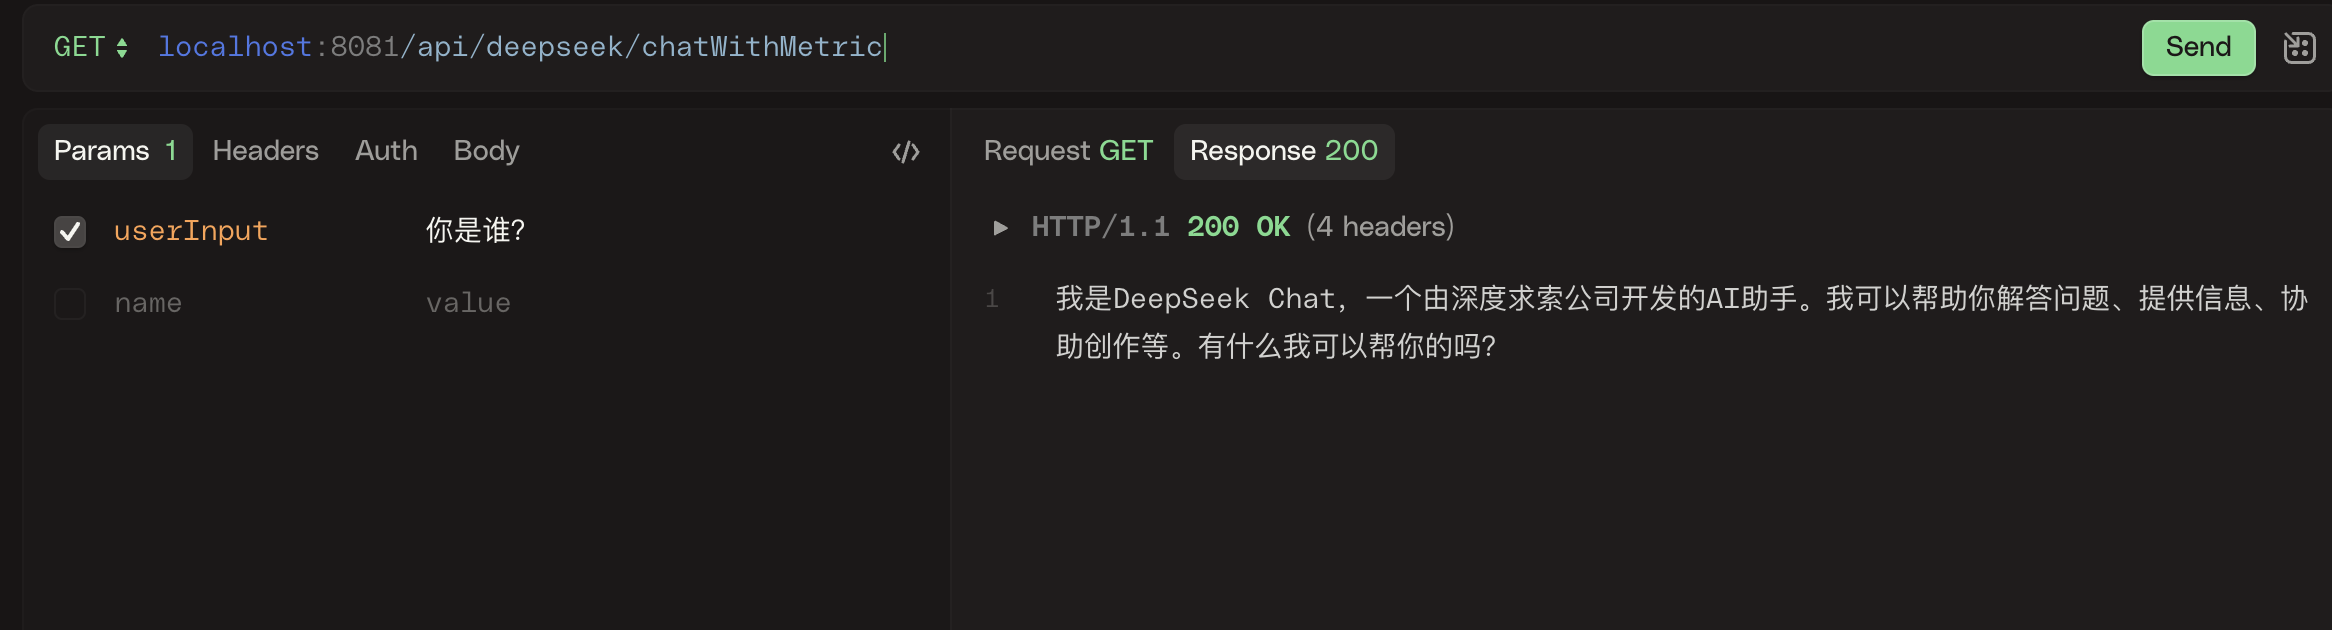 GET localhost:8081/api/deepseek/chatWithMetric Send
Params 1 Headers Auth Body </>
userInput 你是谁?
name value
Request GET Response 200
HTTP/1.1 200 OK (4 headers)
1 我是DeepSeek Chat，一个由深度求索公司开发的AI助手。我可以帮助你解答问题、提供信息、协
助创作等。有什么我可以帮你的吗？